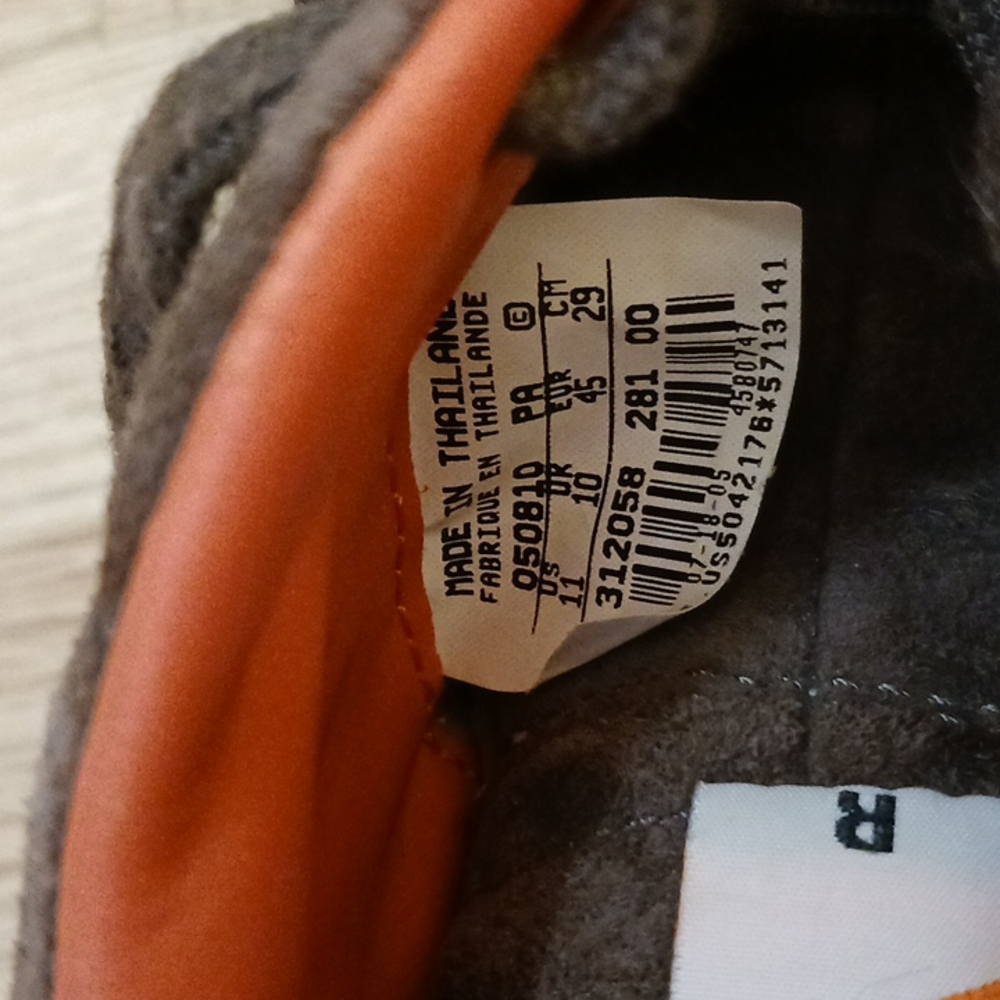 MADE IN THAILAND
FABRIQUE EN THAILANDE
050810 PA C
US UK EUR CM
11 10 45 29
312058 281 00
07-18-05 4580747
US5042176*5713141
R